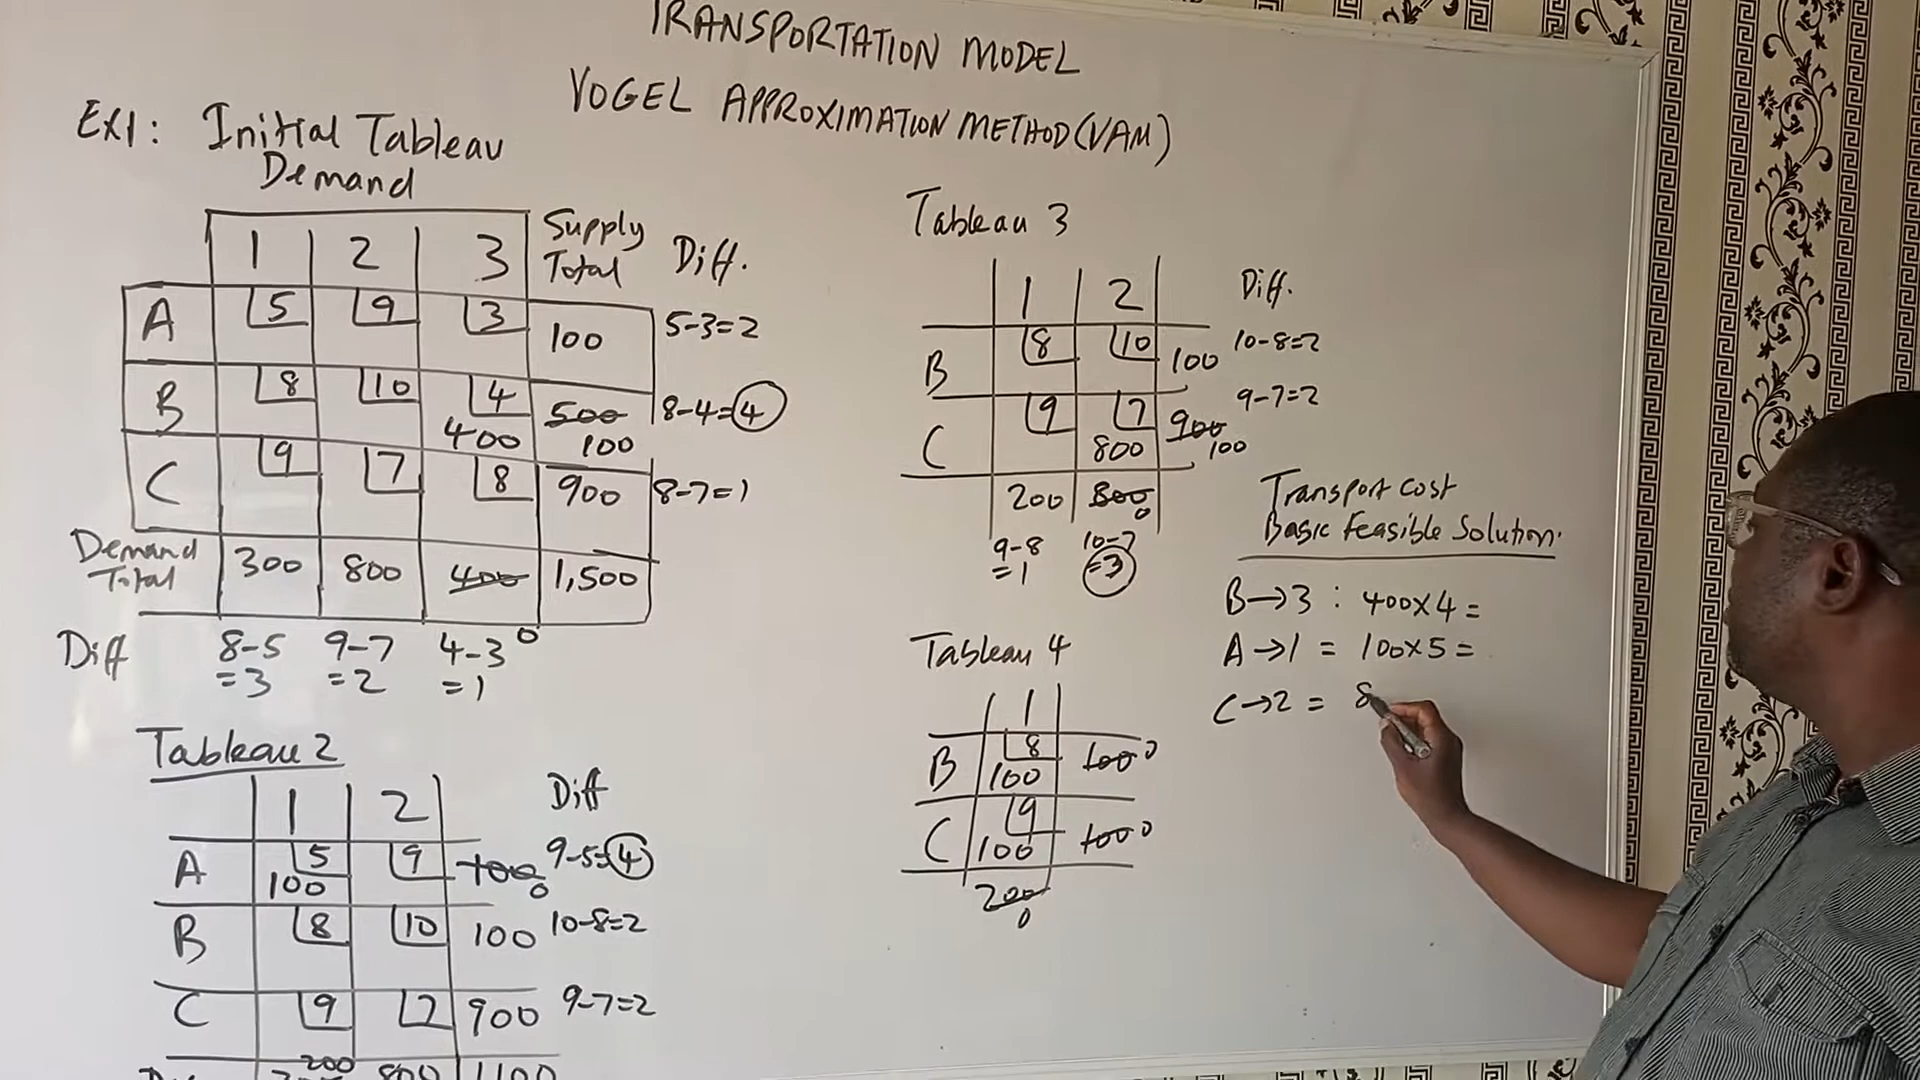 TRANSPORTATION MODEL
VOGEL APPROXIMATION METHOD (VAM)
EX1: Initial Tableau
Demand
1 2 3 Supply Total Diff.
A 5 9 3 100 5-3=2
B 8 10 4 500 8-4=4
400 100
C 9 7 8 900 8-7=1
Demand Total 300 800 400 1,500
0
Diff 8-5 9-7 4-3
=3 =2 =1
Tableau 2
1 2 Diff
A 5 9 100 9-5=4
100 0
B 8 10 100 10-8=2
C 9 7 900 9-7=2
200
800 1100
Tableau 3
1 2 Diff.
B 8 10 100 10-8=2
C 9 7 900 9-7=2
800 100
200 800
0
9-8 10-7
=1 =3
Tableau 4
1
B 8 100 0
100
C 9 100 0
100
200
0
Transport Cost
Basic Feasible Solution.
B→3 : 400×4 =
A→1 = 100×5 =
C→2 = 8